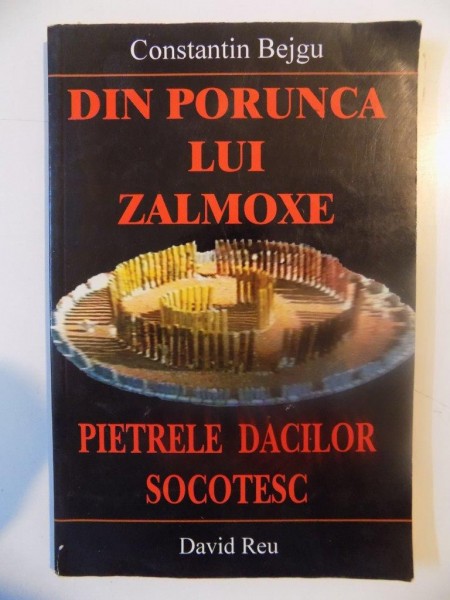 Constantin Bejgu
DIN PORUNCA
LUI
ZALMOXE
PIETRELE DACILOR
SOCOTESC
David Reu